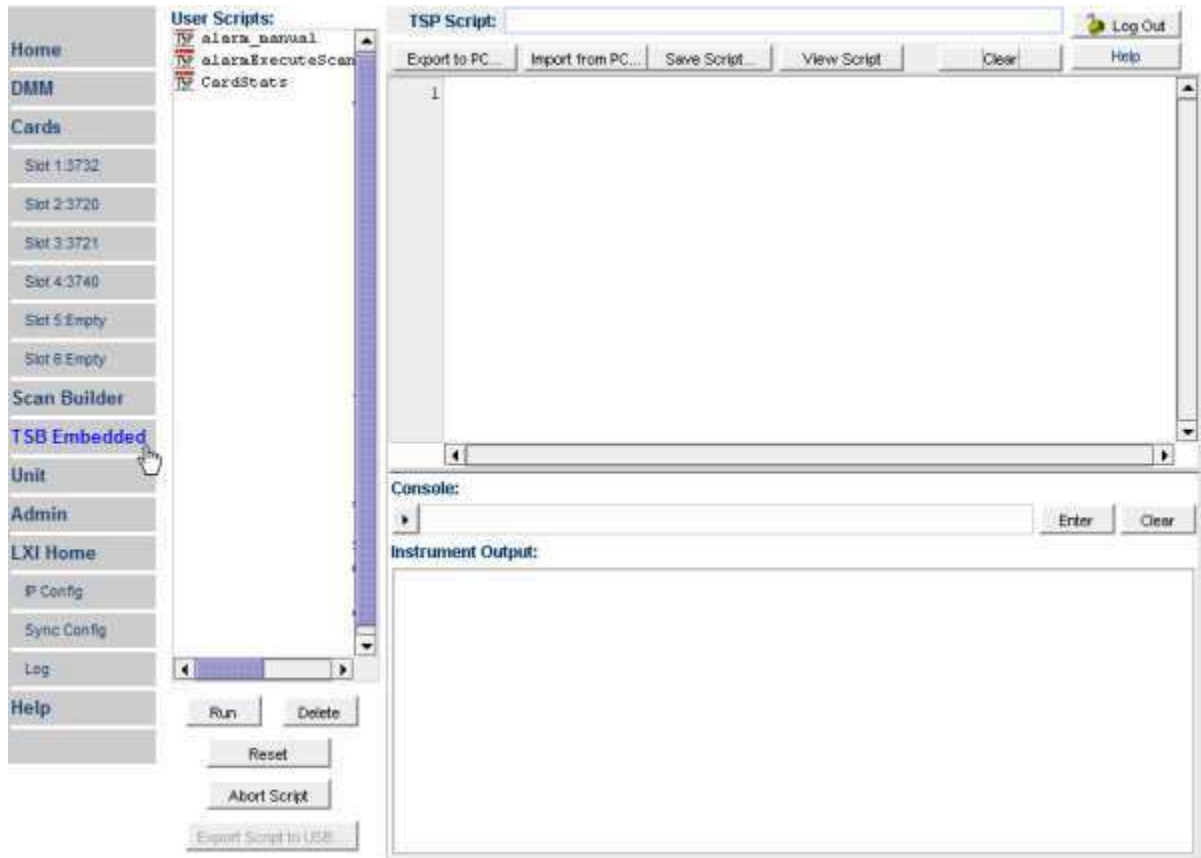 Home
DMM
Cards
Slot 1:3732
Slot 2:3720
Slot 3:3721
Slot 4:3740
Slot 5:Empty
Slot 6:Empty
Scan Builder
TSB Embedded
Unit
Admin
LXI Home
IP Config
Sync Config
Log
Help
User Scripts:
TSP alarm_manual
TSP alarmExecuteScan
TSP CardStats
Run
Delete
Reset
Abort Script
Export Script to USB...
TSP Script:
Log Out
Export to PC...
Import from PC...
Save Script...
View Script
Clear
Help
1
Console:
Enter
Clear
Instrument Output: